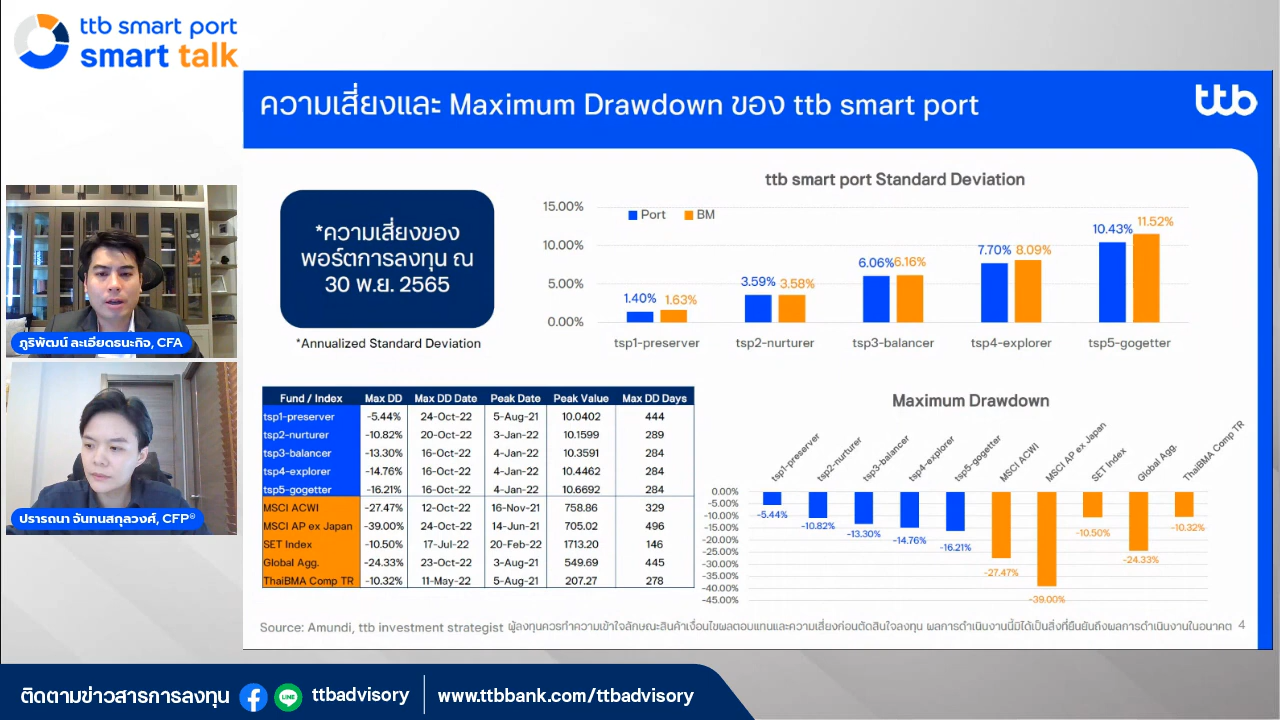 ttb smart port
smart talk
ความเสี่ยงและ Maximum Drawdown ของ ttb smart port
ttb
*ความเสี่ยงของ
พอร์ตการลงทุน ณ
30 พ.ย. 2565
*Annualized Standard Deviation
ttb smart port Standard Deviation
Port BM
15.00%
10.00%
5.00%
0.00%
1.40% 1.63% 3.59% 3.58% 6.06% 6.16% 7.70% 8.09% 10.43% 11.52%
tsp1-preserver tsp2-nurturer tsp3-balancer tsp4-explorer tsp5-gogetter
ภูริพัฒน์ ละเอียดธนะกิจ, CFA
ปรารถนา จันทนสกุลวงศ์, CFP®
Fund / Index Max DD Max DD Date Peak Date Peak Value Max DD Days
tsp1-preserver -5.44% 24-Oct-22 5-Aug-21 10.0402 444
tsp2-nurturer -10.82% 20-Oct-22 3-Jan-22 10.1599 289
tsp3-balancer -13.30% 16-Oct-22 4-Jan-22 10.3591 284
tsp4-explorer -14.76% 16-Oct-22 4-Jan-22 10.4462 284
tsp5-gogetter -16.21% 16-Oct-22 4-Jan-22 10.6692 284
MSCI ACWI -27.47% 12-Oct-22 16-Nov-21 758.86 329
MSCI AP ex Japan -39.00% 24-Oct-22 14-Jun-21 705.02 496
SET Index -10.50% 17-Jul-22 20-Feb-22 1713.20 146
Global Agg. -24.33% 23-Oct-22 3-Aug-21 549.69 445
ThaiBMA Comp TR -10.32% 11-May-22 5-Aug-21 207.27 278
Maximum Drawdown
tsp1-preserver tsp2-nurturer tsp3-balancer tsp4-explorer tsp5-gogetter MSCI ACWI MSCI AP ex Japan SET Index Global Agg. ThaiBMA Comp TR
0.00%
-5.00%
-10.00%
-15.00%
-20.00%
-25.00%
-30.00%
-35.00%
-40.00%
-45.00%
-5.44% -10.82% -13.30% -14.76% -16.21% -27.47% -39.00% -10.50% -24.33% -10.32%
Source: Amundi, ttb investment strategist ผู้ลงทุนควรทำความเข้าใจลักษณะสินค้าเงื่อนไขผลตอบแทนและความเสี่ยงก่อนตัดสินใจลงทุน ผลการดำเนินงานนี้มิได้เป็นสิ่งที่ยืนยันถึงผลการดำเนินงานในอนาคต 4
ติดตามข่าวสารการลงทุน LINE ttbadvisory www.ttbbank.com/ttbadvisory